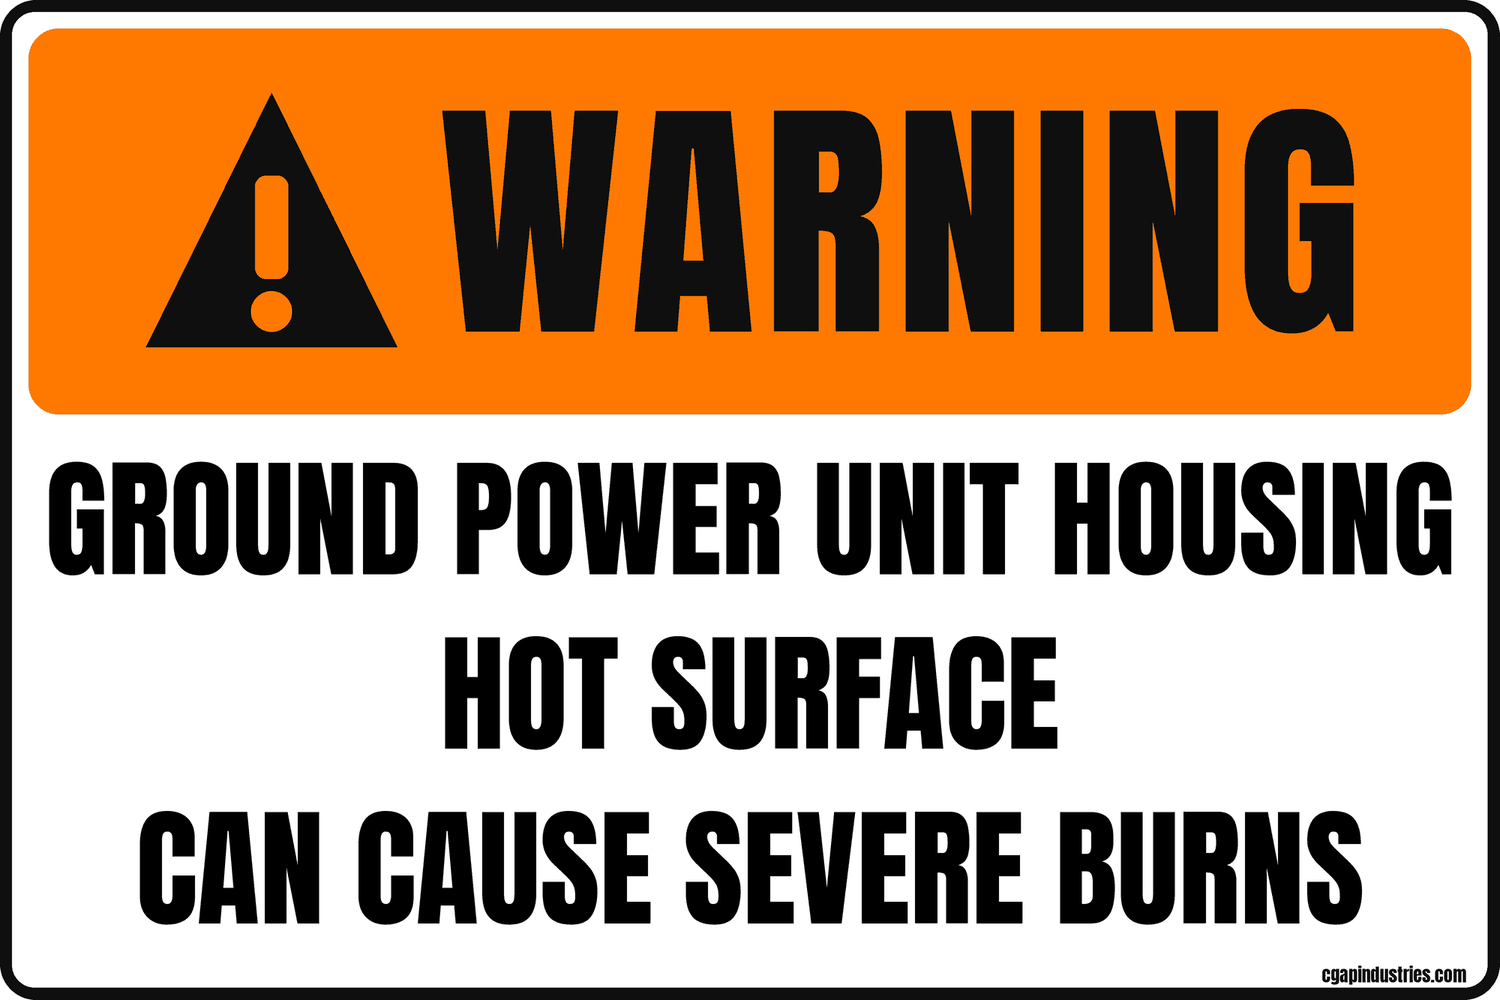 WARNING
GROUND POWER UNIT HOUSING
HOT SURFACE
CAN CAUSE SEVERE BURNS
cgapindustries.com